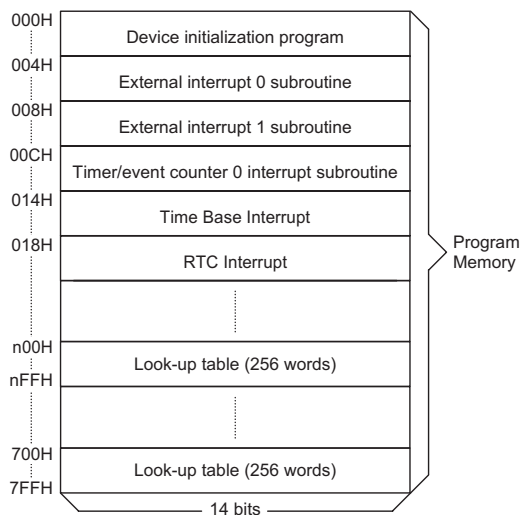 000H
Device initialization program
004H
External interrupt 0 subroutine
008H
External interrupt 1 subroutine
00CH
Timer/event counter 0 interrupt subroutine
014H
Time Base Interrupt
018H
RTC Interrupt
Program
Memory
n00H
Look-up table (256 words)
nFFH
700H
Look-up table (256 words)
7FFH
14 bits